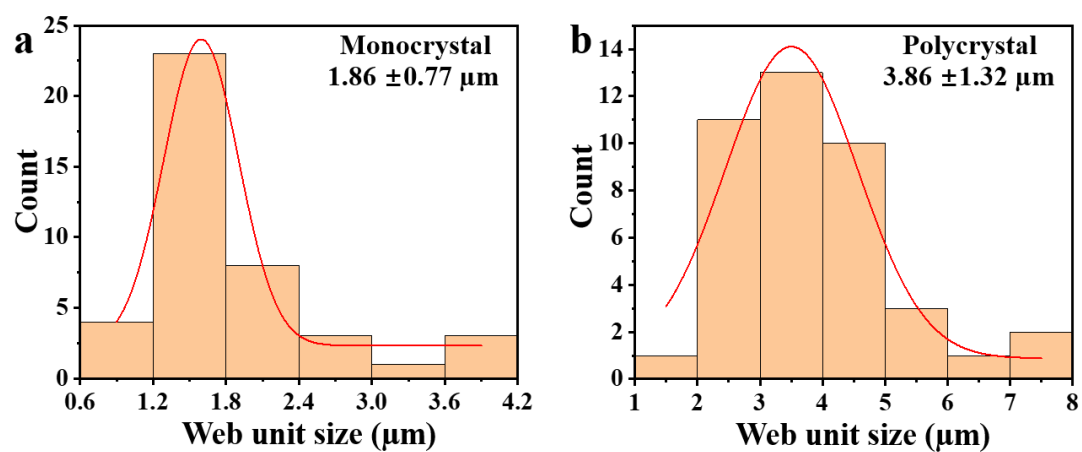 a
Monocrystal
1.86 ±0.77 µm
Count
25
20
15
10
5
0
0.6 1.2 1.8 2.4 3.0 3.6 4.2
Web unit size (µm)
b
Polycrystal
3.86 ±1.32 µm
Count
14
12
10
8
6
4
2
0
1 2 3 4 5 6 7 8
Web unit size (µm)